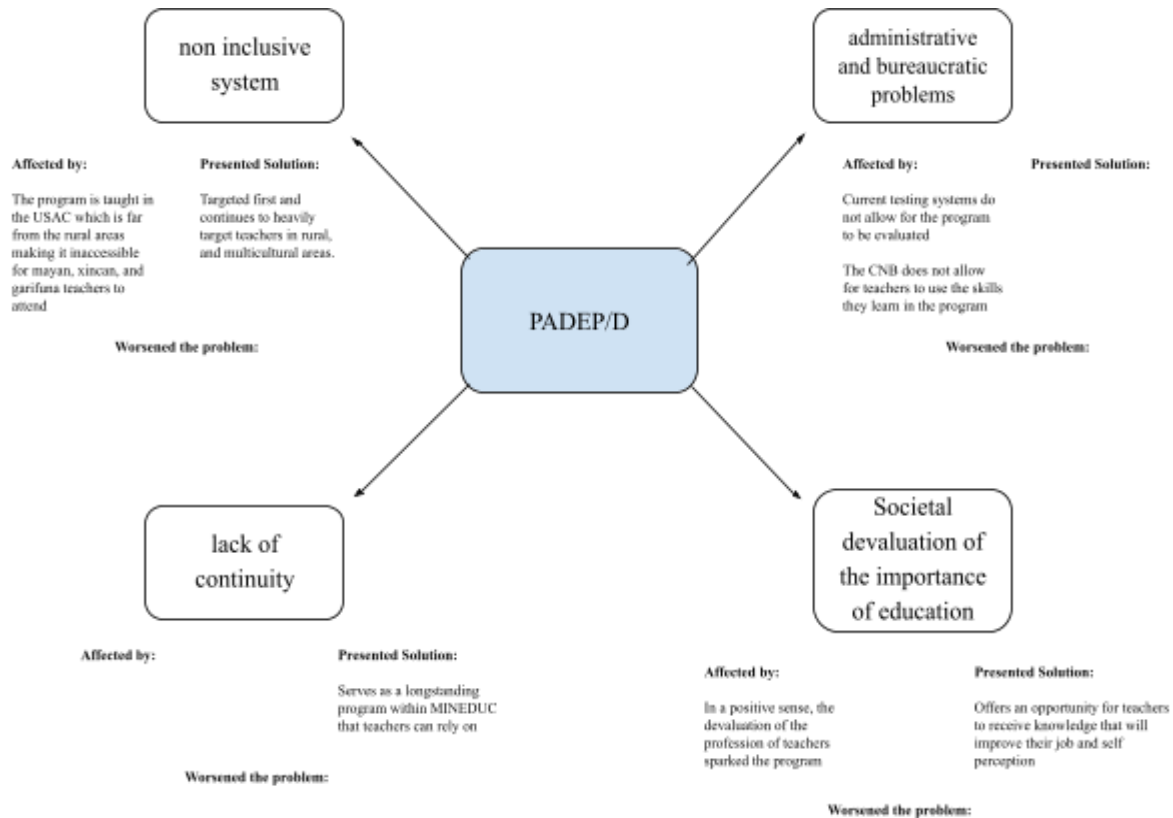 non inclusive
system
administrative
and bureaucratic
problems
Affected by:
The program is taught in
the USAC which is far
from the rural areas
making it inaccessible
for mayan, xincan, and
garifuna teachers to
attend
Presented Solution:
Targeted first and
continues to heavily
target teachers in rural,
and multicultural areas.
Worsened the problem:
Affected by:
Current testing systems do
not allow for the program
to be evaluated
The CNB does not allow
for teachers to use the skills
they learn in the program
Presented Solution:
Worsened the problem:
PADEP/D
lack of
continuity
Societal
devaluation of
the importance
of education
Affected by:
Presented Solution:
Serves as a longstanding
program within MINEDUC
that teachers can rely on
Worsened the problem:
Affected by:
In a positive sense, the
devaluation of the
profession of teachers
sparked the program
Presented Solution:
Offers an opportunity for teachers
to receive knowledge that will
improve their job and self
perception
Worsened the problem: